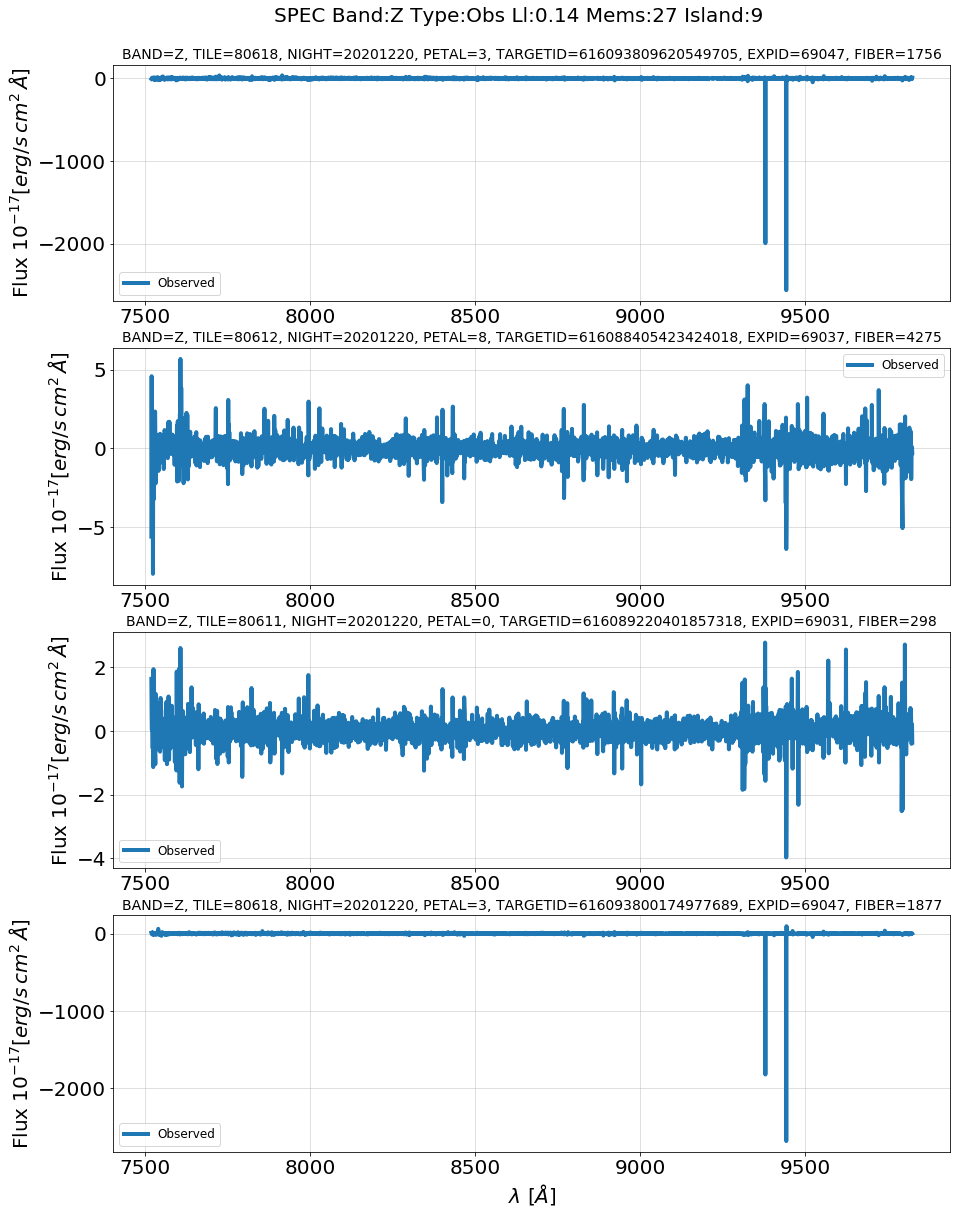 SPEC Band:Z Type:Obs Ll:0.14 Mems:27 Island:9
BAND=Z, TILE=80618, NIGHT=20201220, PETAL=3, TARGETID=616093809620549705, EXPID=69047, FIBER=1756
Flux 10⁻¹⁷[erg/s cm² Å]
0
−1000
−2000
Observed
7500 8000 8500 9000 9500
BAND=Z, TILE=80612, NIGHT=20201220, PETAL=8, TARGETID=616088405423424018, EXPID=69037, FIBER=4275
Flux 10⁻¹⁷[erg/s cm² Å]
5
0
−5
Observed
7500 8000 8500 9000 9500
BAND=Z, TILE=80611, NIGHT=20201220, PETAL=0, TARGETID=616089220401857318, EXPID=69031, FIBER=298
Flux 10⁻¹⁷[erg/s cm² Å]
2
0
−2
−4
Observed
7500 8000 8500 9000 9500
BAND=Z, TILE=80618, NIGHT=20201220, PETAL=3, TARGETID=616093800174977689, EXPID=69047, FIBER=1877
Flux 10⁻¹⁷[erg/s cm² Å]
0
−1000
−2000
Observed
7500 8000 8500 9000 9500
λ [Å]